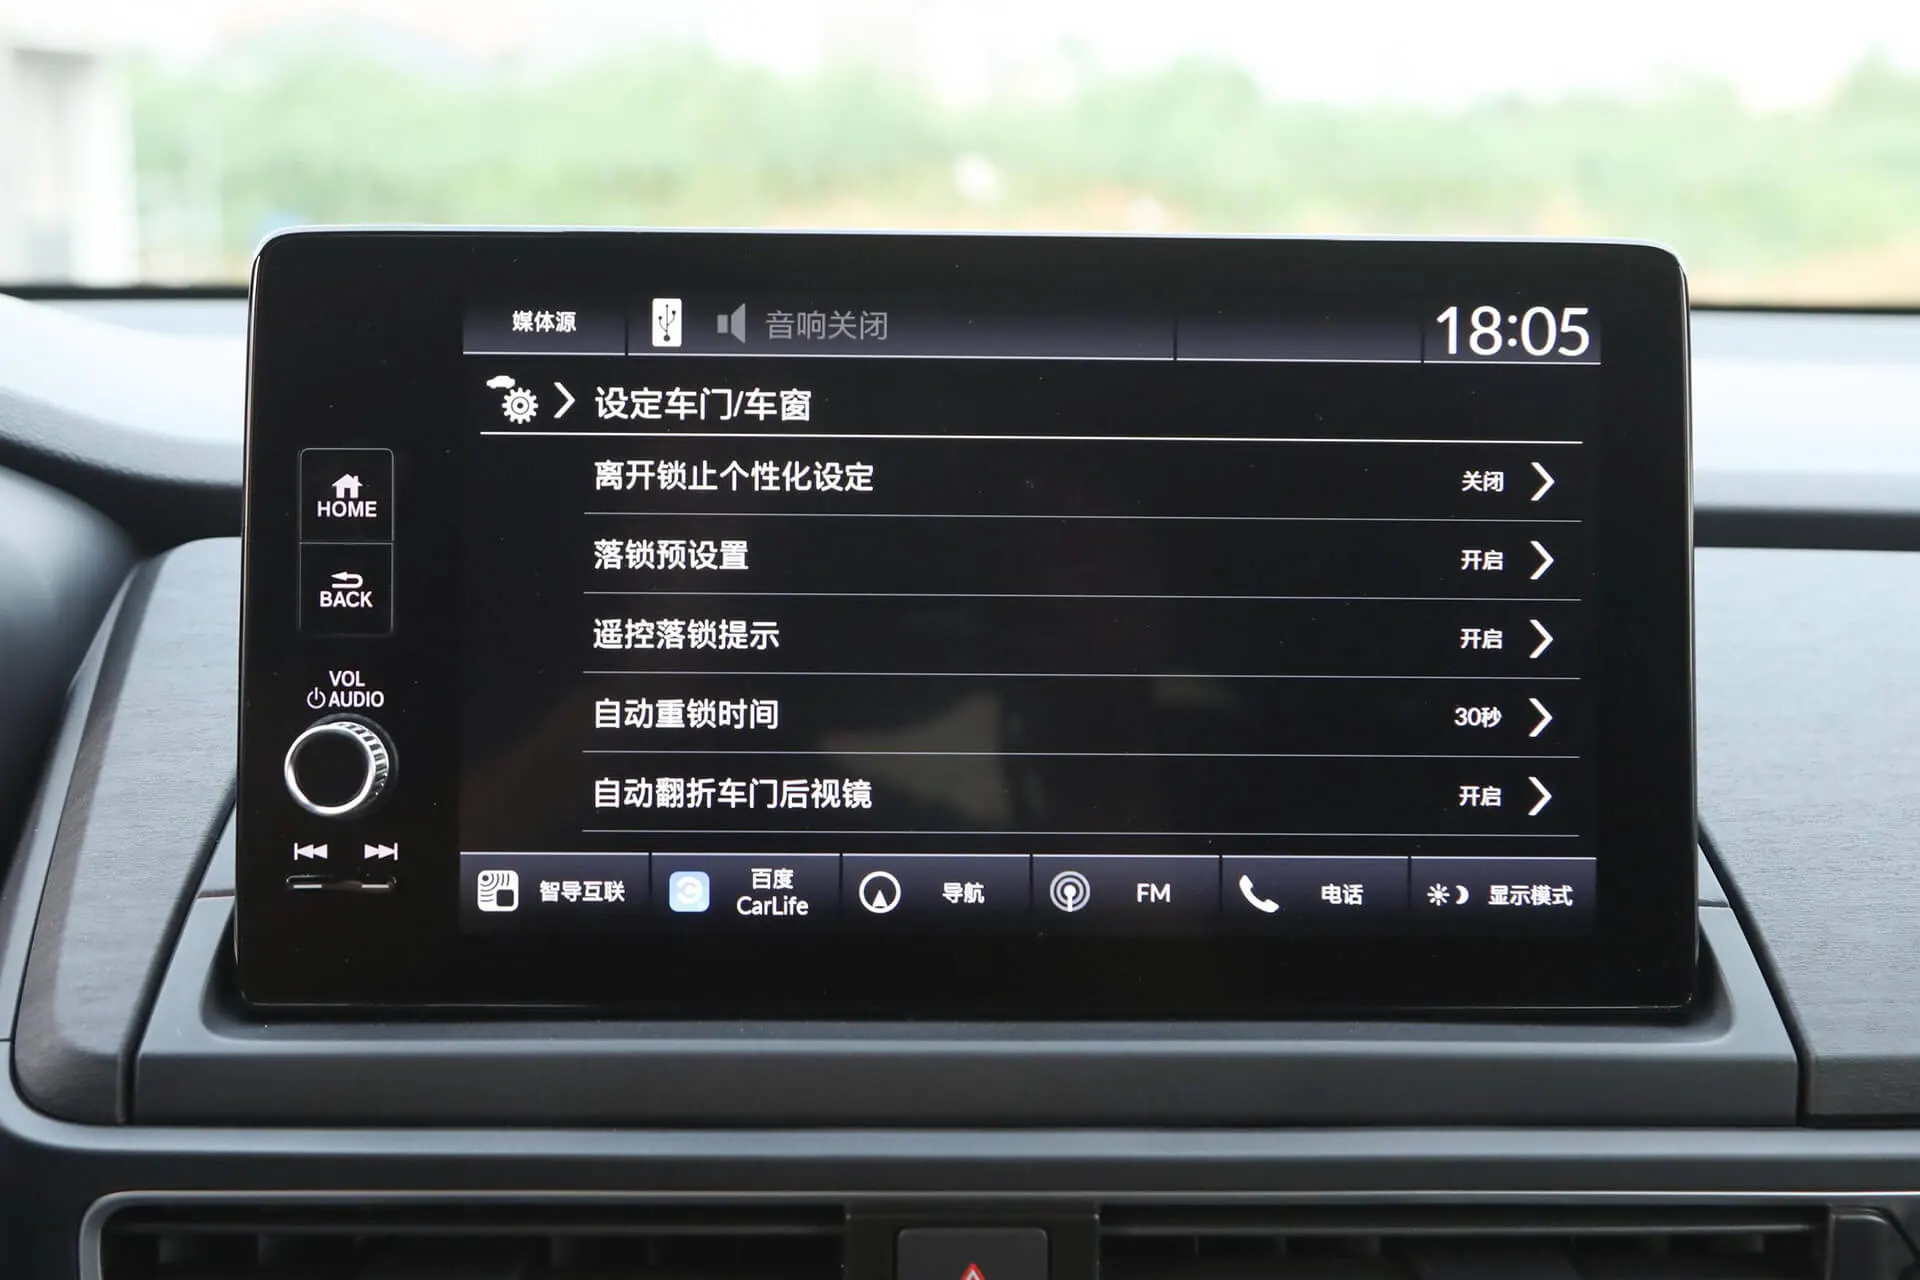 媒体源
音响关闭
18:05
设定车门/车窗
离开锁止个性化设定 关闭
落锁预设置 开启
遥控落锁提示 开启
自动重锁时间 30秒
自动翻折车门后视镜 开启
HOME
BACK
VOL
AUDIO
智导互联
百度
CarLife
导航
FM
电话
显示模式